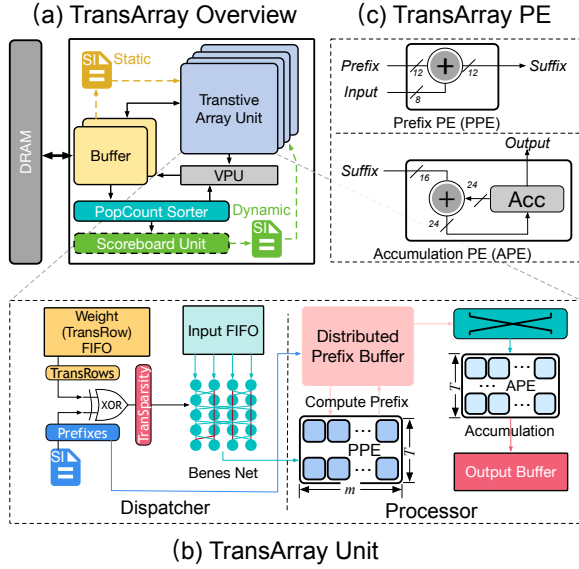 (a) TransArray Overview
SI
Static
DRAM
Buffer
Transtive
Array Unit
VPU
PopCount Sorter
Dynamic
Scoreboard Unit
SI
(c) TransArray PE
Prefix
12
12
Suffix
Input
8
Prefix PE (PPE)
Output
Suffix
16
24
24
Acc
Accumulation PE (APE)
Weight
(TransRow)
FIFO
TransRows
XOR
Prefixes
SI
TranSparsity
Input FIFO
Benes Net
Dispatcher
Distributed
Prefix Buffer
Compute Prefix
PPE
T
m
APE
T
Accumulation
Output Buffer
Processor
(b) TransArray Unit